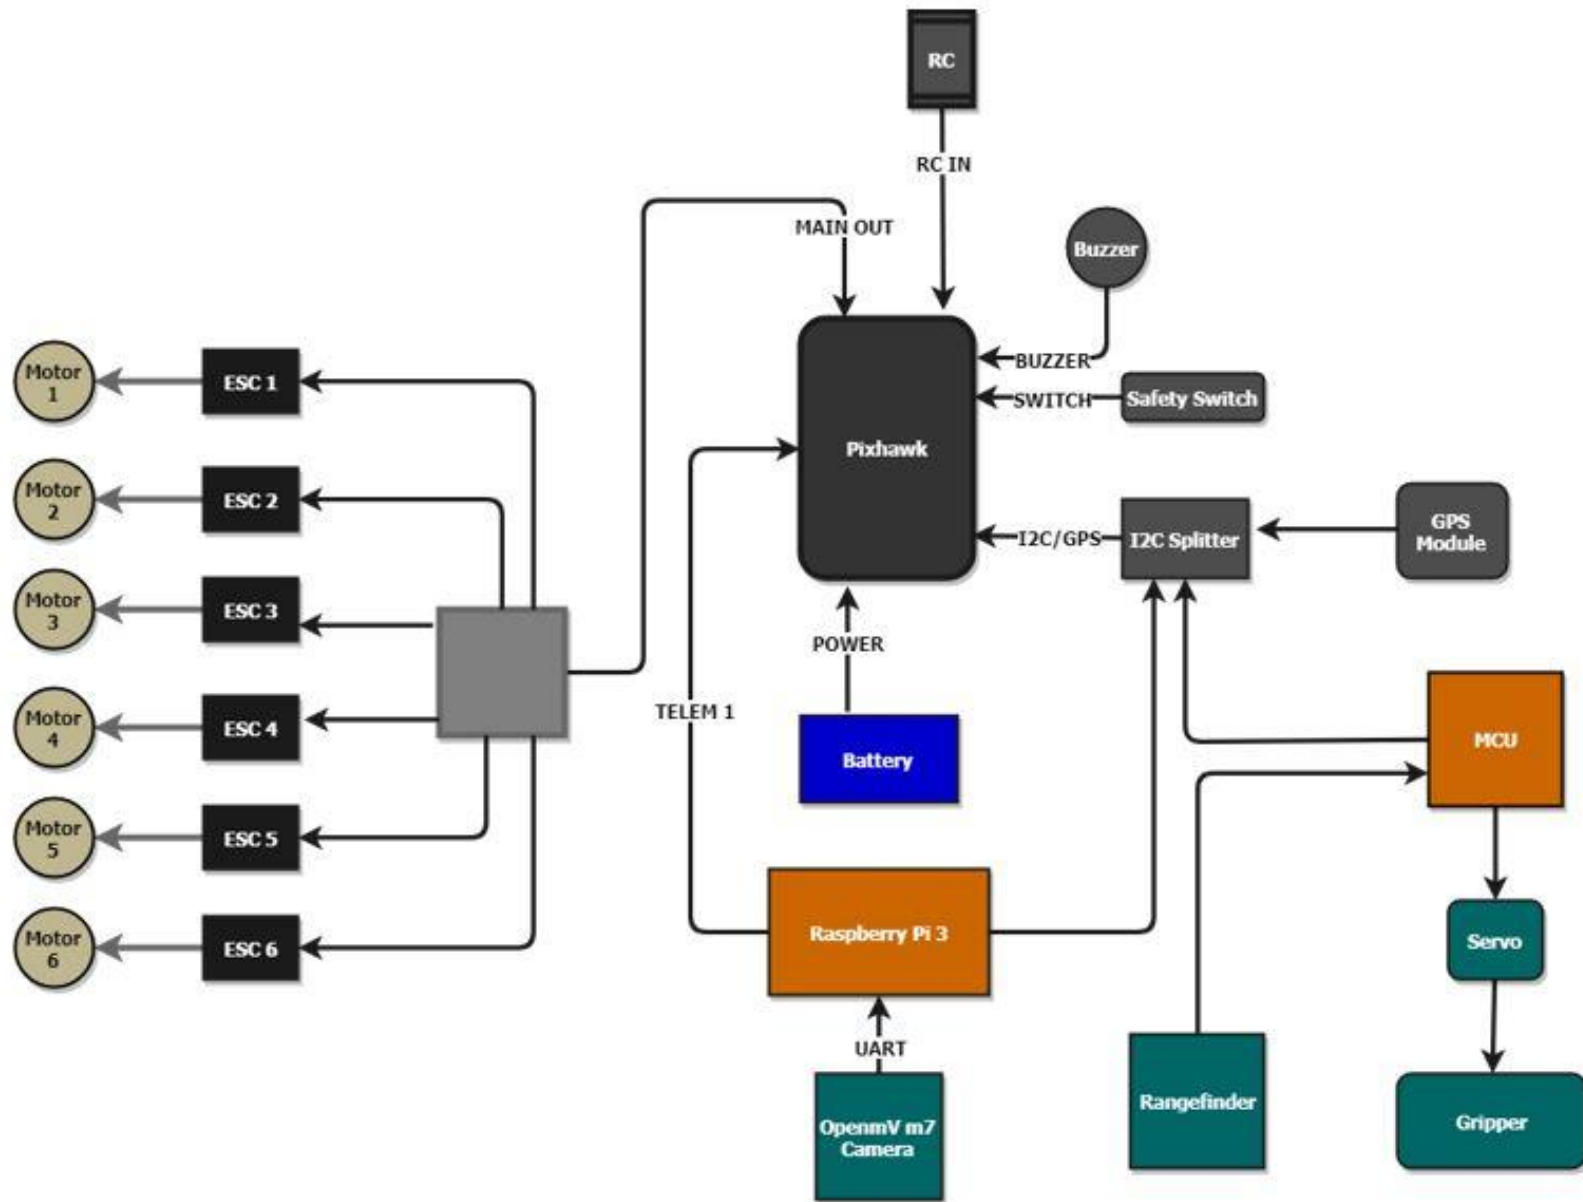 RC
RC IN
MAIN OUT
Buzzer
BUZZER
SWITCH
Safety Switch
Motor
1
ESC 1
Pixhawk
Motor
2
ESC 2
I2C/GPS
I2C Splitter
GPS
Module
Motor
3
ESC 3
POWER
Motor
4
ESC 4
TELEM 1
Battery
MCU
Motor
5
ESC 5
Motor
6
ESC 6
Raspberry Pi 3
Servo
UART
OpenmV m7
Camera
Rangefinder
Gripper